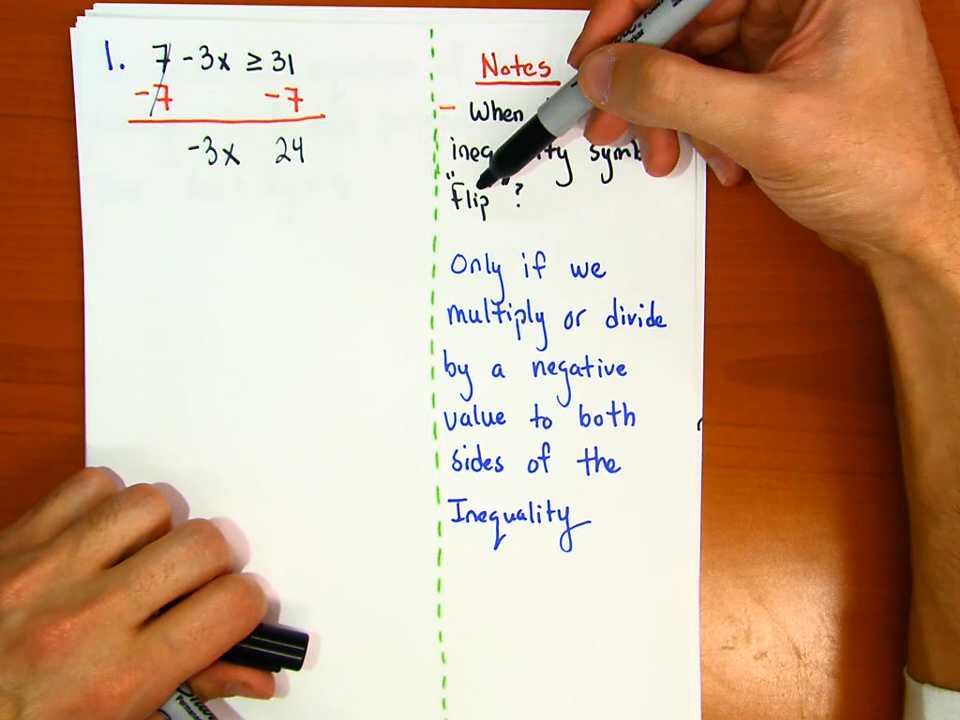 1. 7 -3x ≥ 31
-7 -7
-3x 24
Notes
- When
"Flip"?
Only if we
multiply or divide
by a negative
value to both
sides of the
Inequality